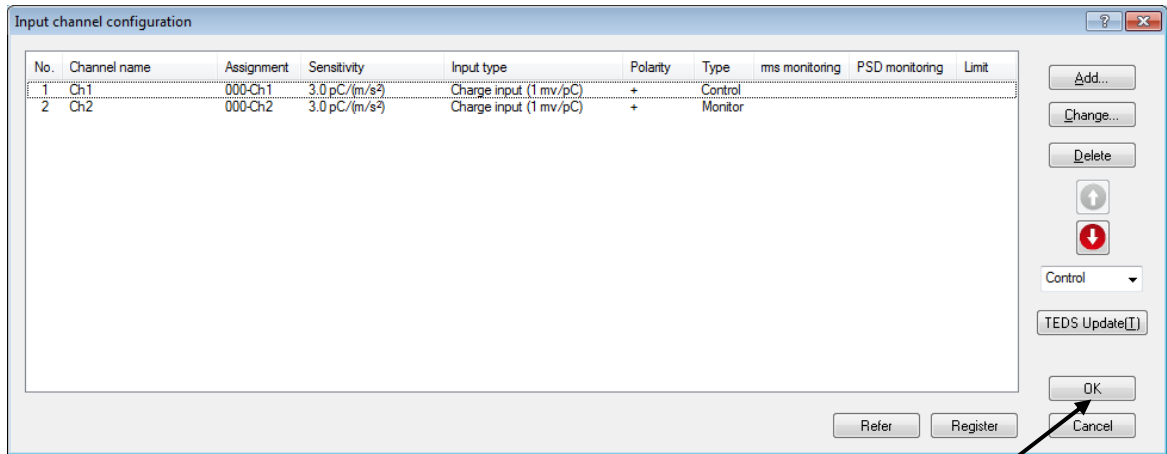 Input channel configuration
No. Channel name Assignment Sensitivity Input type Polarity Type rms monitoring PSD monitoring Limit
1 Ch1 000-Ch1 3.0 pC/(m/s²) Charge input (1 mv/pC) + Control
2 Ch2 000-Ch2 3.0 pC/(m/s²) Charge input (1 mv/pC) + Monitor
Add...
Change...
Delete
Control
TEDS Update(T)
OK
Refer Register Cancel